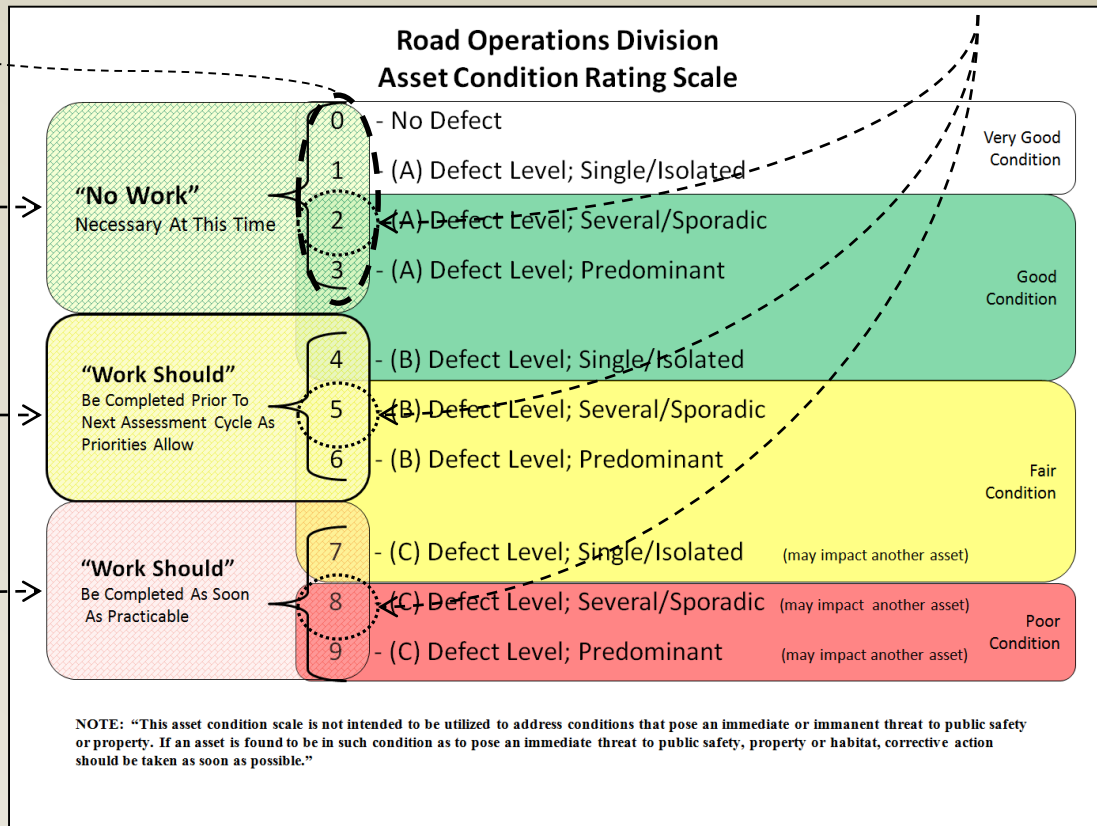 Road Operations Division
Asset Condition Rating Scale
"No Work"
Necessary At This Time
0 - No Defect
1 - (A) Defect Level; Single/Isolated
2 - (A) Defect Level; Several/Sporadic
3 - (A) Defect Level; Predominant
Very Good
Condition
Good
Condition
"Work Should"
Be Completed Prior To
Next Assessment Cycle As
Priorities Allow
4 - (B) Defect Level; Single/Isolated
5 - (B) Defect Level; Several/Sporadic
6 - (B) Defect Level; Predominant
Fair
Condition
"Work Should"
Be Completed As Soon
As Practicable
7 - (C) Defect Level; Single/Isolated (may impact another asset)
8 - (C) Defect Level; Several/Sporadic (may impact another asset)
9 - (C) Defect Level; Predominant (may impact another asset)
Poor
Condition
NOTE: "This asset condition scale is not intended to be utilized to address conditions that pose an immediate or immanent threat to public safety
or property. If an asset is found to be in such condition as to pose an immediate threat to public safety, property or habitat, corrective action
should be taken as soon as possible."